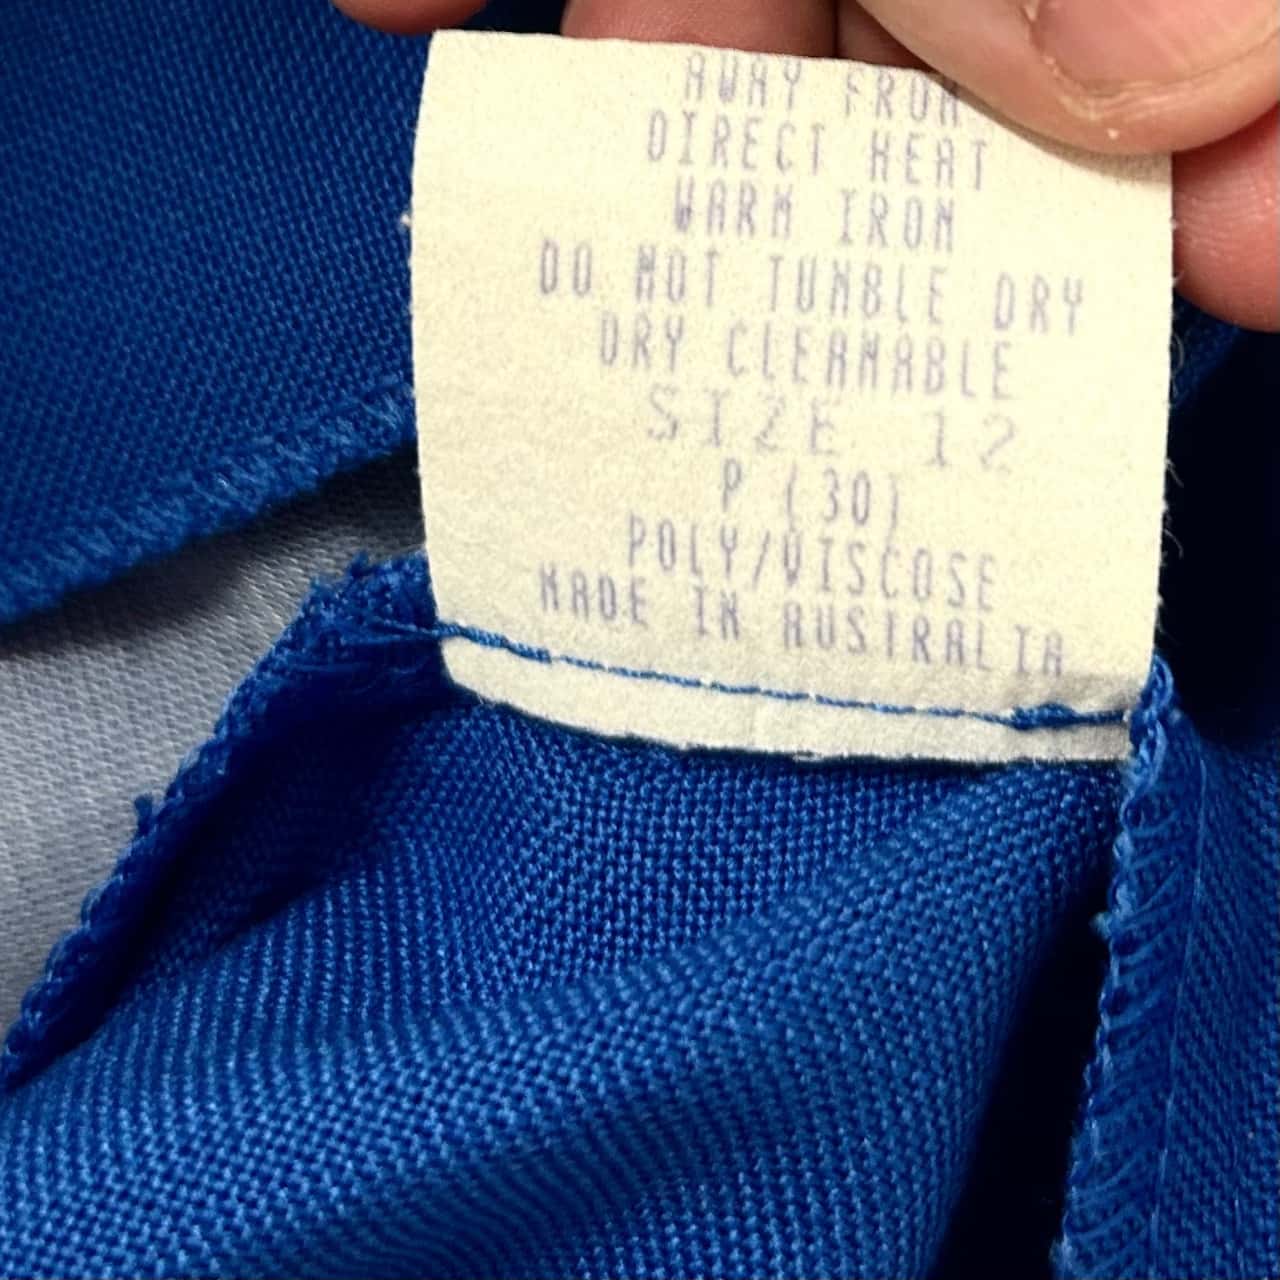 AWAY FROM
DIRECT HEAT
WARM IRON
DO NOT TUMBLE DRY
DRY CLEANABLE
SIZE 12
P (30)
POLY/VISCOSE
MADE IN AUSTRALIA